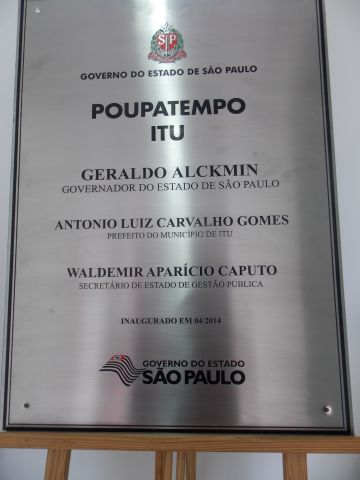 SP
GOVERNO DO ESTADO DE SÃO PAULO
POUPATEMPO
ITU
GERALDO ALCKMIN
GOVERNADOR DO ESTADO DE SÃO PAULO
ANTONIO LUIZ CARVALHO GOMES
PREFEITO DO MUNICÍPIO DE ITU
WALDEMIR APARÍCIO CAPUTO
SECRETÁRIO DE ESTADO DE GESTÃO PÚBLICA
INAUGURADO EM 04/2014
GOVERNO DO ESTADO
SÃO PAULO